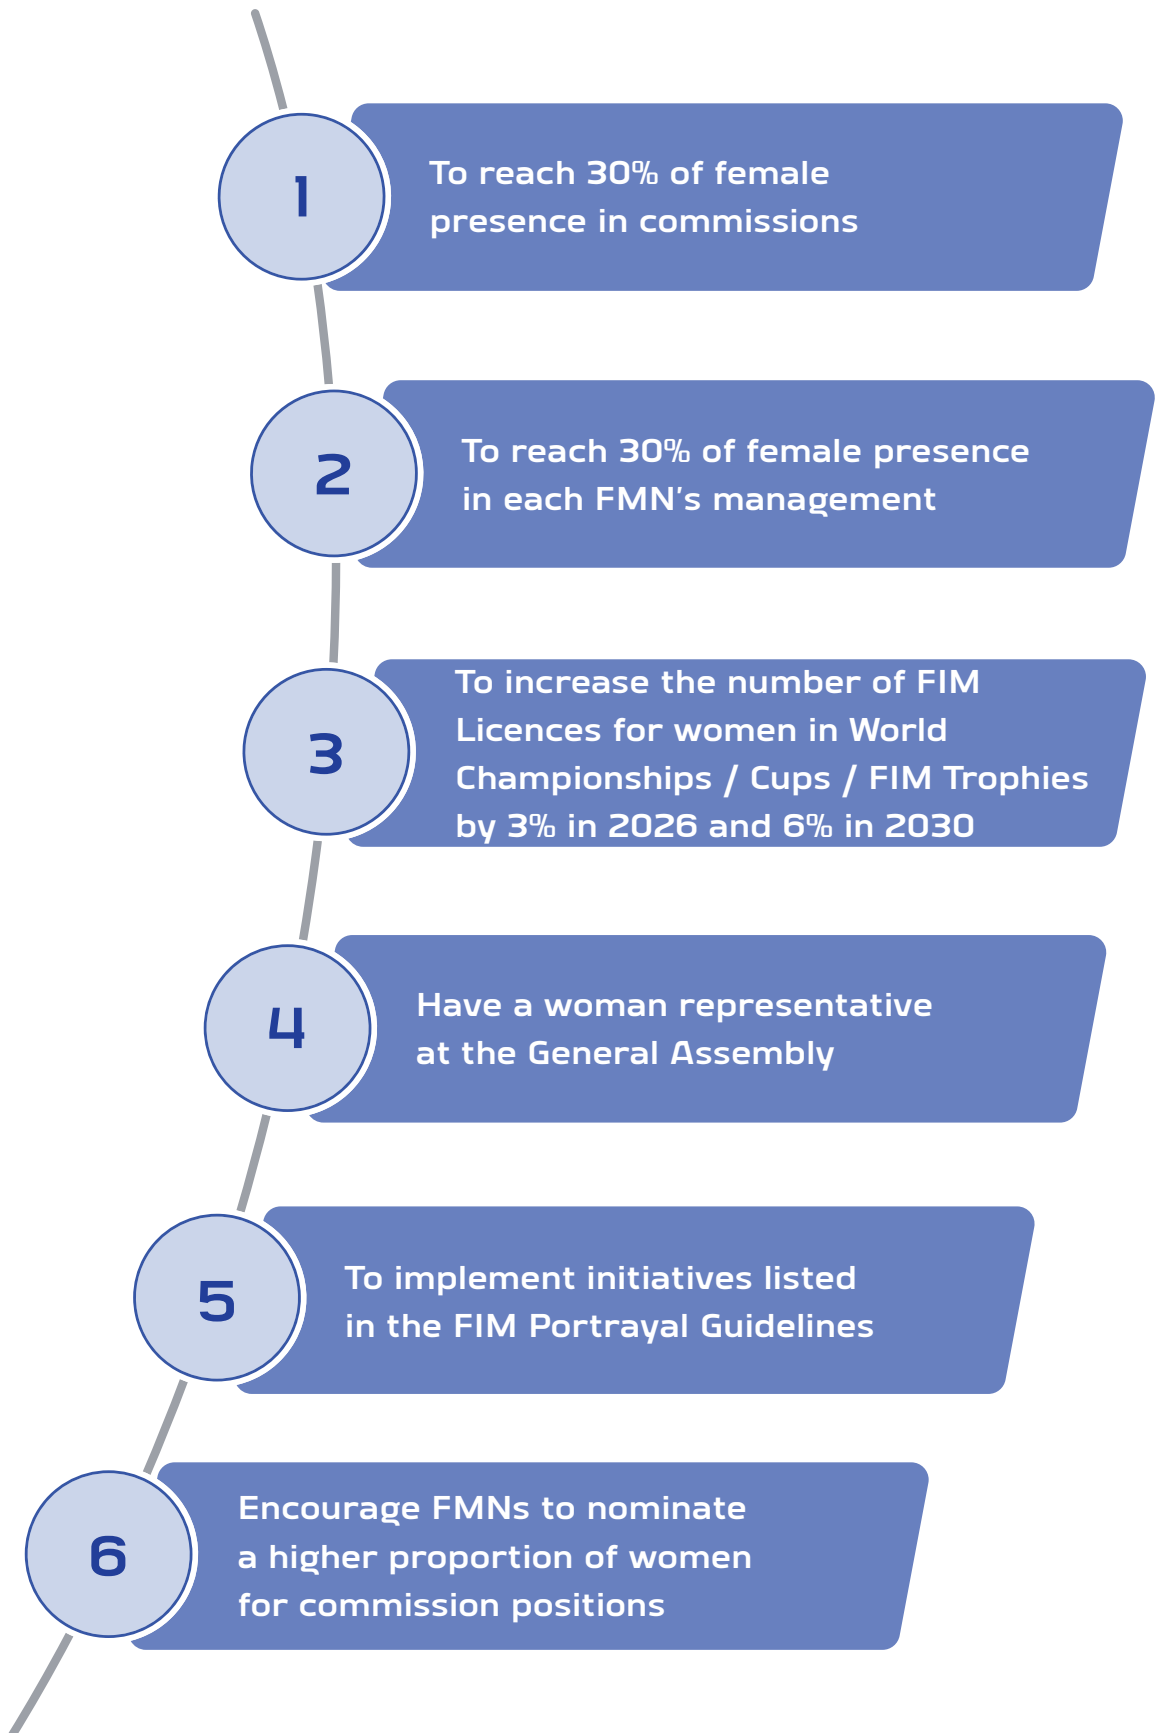 1
To reach 30% of female
presence in commissions
2
To reach 30% of female presence
in each FMN's management
3
To increase the number of FIM
Licences for women in World
Championships / Cups / FIM Trophies
by 3% in 2026 and 6% in 2030
4
Have a woman representative
at the General Assembly
5
To implement initiatives listed
in the FIM Portrayal Guidelines
6
Encourage FMNs to nominate
a higher proportion of women
for commission positions